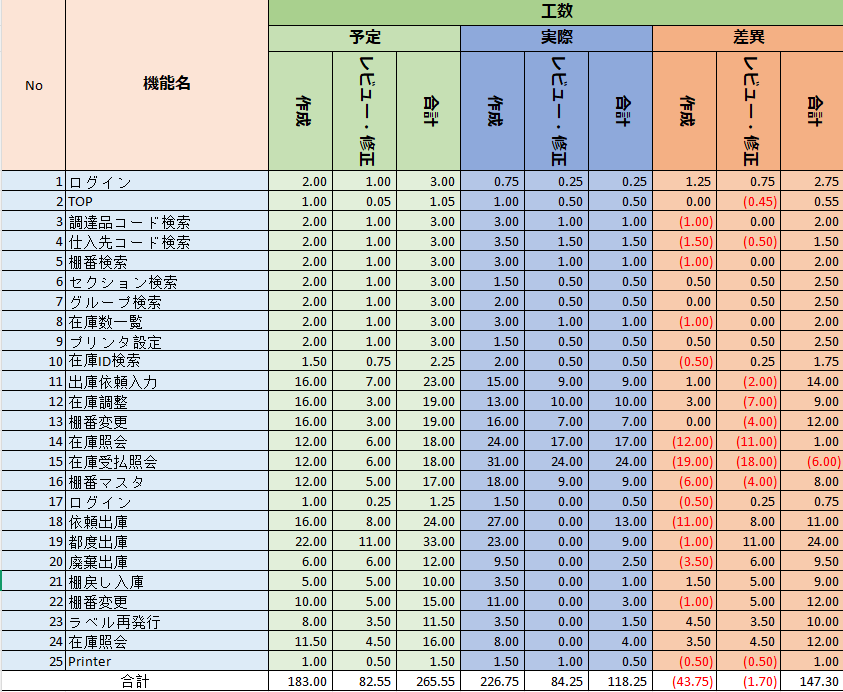 工数
No 機能名 予定 実際 差異
作成 レビュー・修正 合計 作成 レビュー・修正 合計 作成 レビュー・修正 合計
1 ログイン 2.00 1.00 3.00 0.75 0.25 0.25 1.25 0.75 2.75
2 TOP 1.00 0.05 1.05 1.00 0.50 0.50 0.00 (0.45) 0.55
3 調達品コード検索 2.00 1.00 3.00 3.00 1.00 1.00 (1.00) 0.00 2.00
4 仕入先コード検索 2.00 1.00 3.00 3.50 1.50 1.50 (1.50) (0.50) 1.50
5 棚番検索 2.00 1.00 3.00 3.00 1.00 1.00 (1.00) 0.00 2.00
6 セクション検索 2.00 1.00 3.00 1.50 0.50 0.50 0.50 0.50 2.50
7 グループ検索 2.00 1.00 3.00 2.00 0.50 0.50 0.00 0.50 2.50
8 在庫数一覧 2.00 1.00 3.00 3.00 1.00 1.00 (1.00) 0.00 2.00
9 プリンタ設定 2.00 1.00 3.00 1.50 0.50 0.50 0.50 0.50 2.50
10 在庫ID検索 1.50 0.75 2.25 2.00 0.50 0.50 (0.50) 0.25 1.75
11 出庫依頼入力 16.00 7.00 23.00 15.00 9.00 9.00 1.00 (2.00) 14.00
12 在庫調整 16.00 3.00 19.00 13.00 10.00 10.00 3.00 (7.00) 9.00
13 棚番変更 16.00 3.00 19.00 16.00 7.00 7.00 0.00 (4.00) 12.00
14 在庫照会 12.00 6.00 18.00 24.00 17.00 17.00 (12.00) (11.00) 1.00
15 在庫受払照会 12.00 6.00 18.00 31.00 24.00 24.00 (19.00) (18.00) (6.00)
16 棚番マスタ 12.00 5.00 17.00 18.00 9.00 9.00 (6.00) (4.00) 8.00
17 ログイン 1.00 0.25 1.25 1.50 0.00 0.50 (0.50) 0.25 0.75
18 依頼出庫 16.00 8.00 24.00 27.00 0.00 13.00 (11.00) 8.00 11.00
19 都度出庫 22.00 11.00 33.00 23.00 0.00 9.00 (1.00) 11.00 24.00
20 廃棄出庫 6.00 6.00 12.00 9.50 0.00 2.50 (3.50) 6.00 9.50
21 棚戻し入庫 5.00 5.00 10.00 3.50 0.00 1.00 1.50 5.00 9.00
22 棚番変更 10.00 5.00 15.00 11.00 0.00 3.00 (1.00) 5.00 12.00
23 ラベル再発行 8.00 3.50 11.50 3.50 0.00 1.50 4.50 3.50 10.00
24 在庫照会 11.50 4.50 16.00 8.00 0.00 4.00 3.50 4.50 12.00
25 Printer 1.00 0.50 1.50 1.50 1.00 0.50 (0.50) (0.50) 1.00
合計 183.00 82.55 265.55 226.75 84.25 118.25 (43.75) (1.70) 147.30